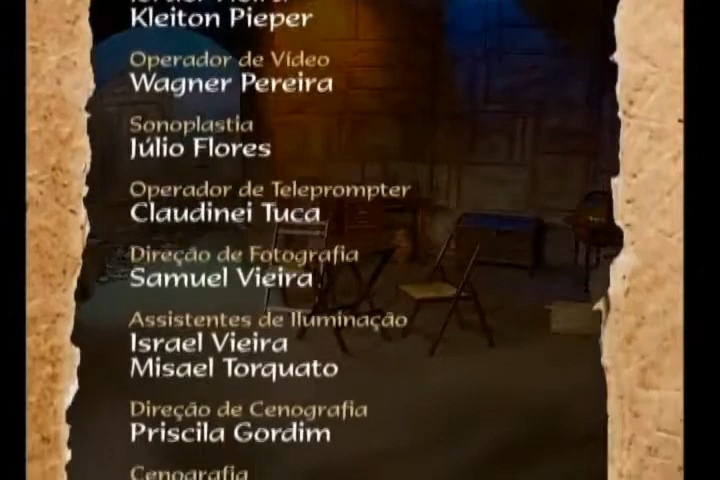 Kleiton Pieper
Operador de Vídeo
Wagner Pereira
Sonoplastia
Júlio Flores
Operador de Teleprompter
Claudinei Tuca
Direção de Fotografia
Samuel Vieira
Assistentes de Iluminação
Israel Vieira
Misael Torquato
Direção de Cenografia
Priscila Gordim
Cenografia